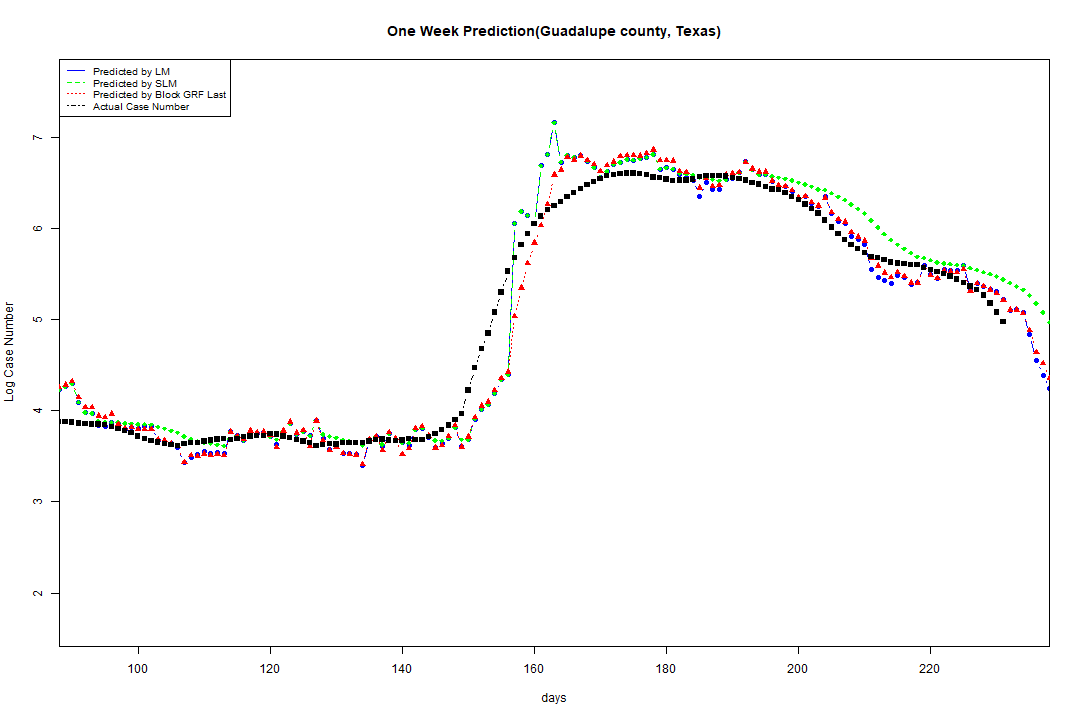 One Week Prediction(Guadalupe county, Texas)
Predicted by LM
Predicted by SLM
Predicted by Block GRF Last
Actual Case Number
7
6
5
4
3
2
Log Case Number
100 120 140 160 180 200 220
days